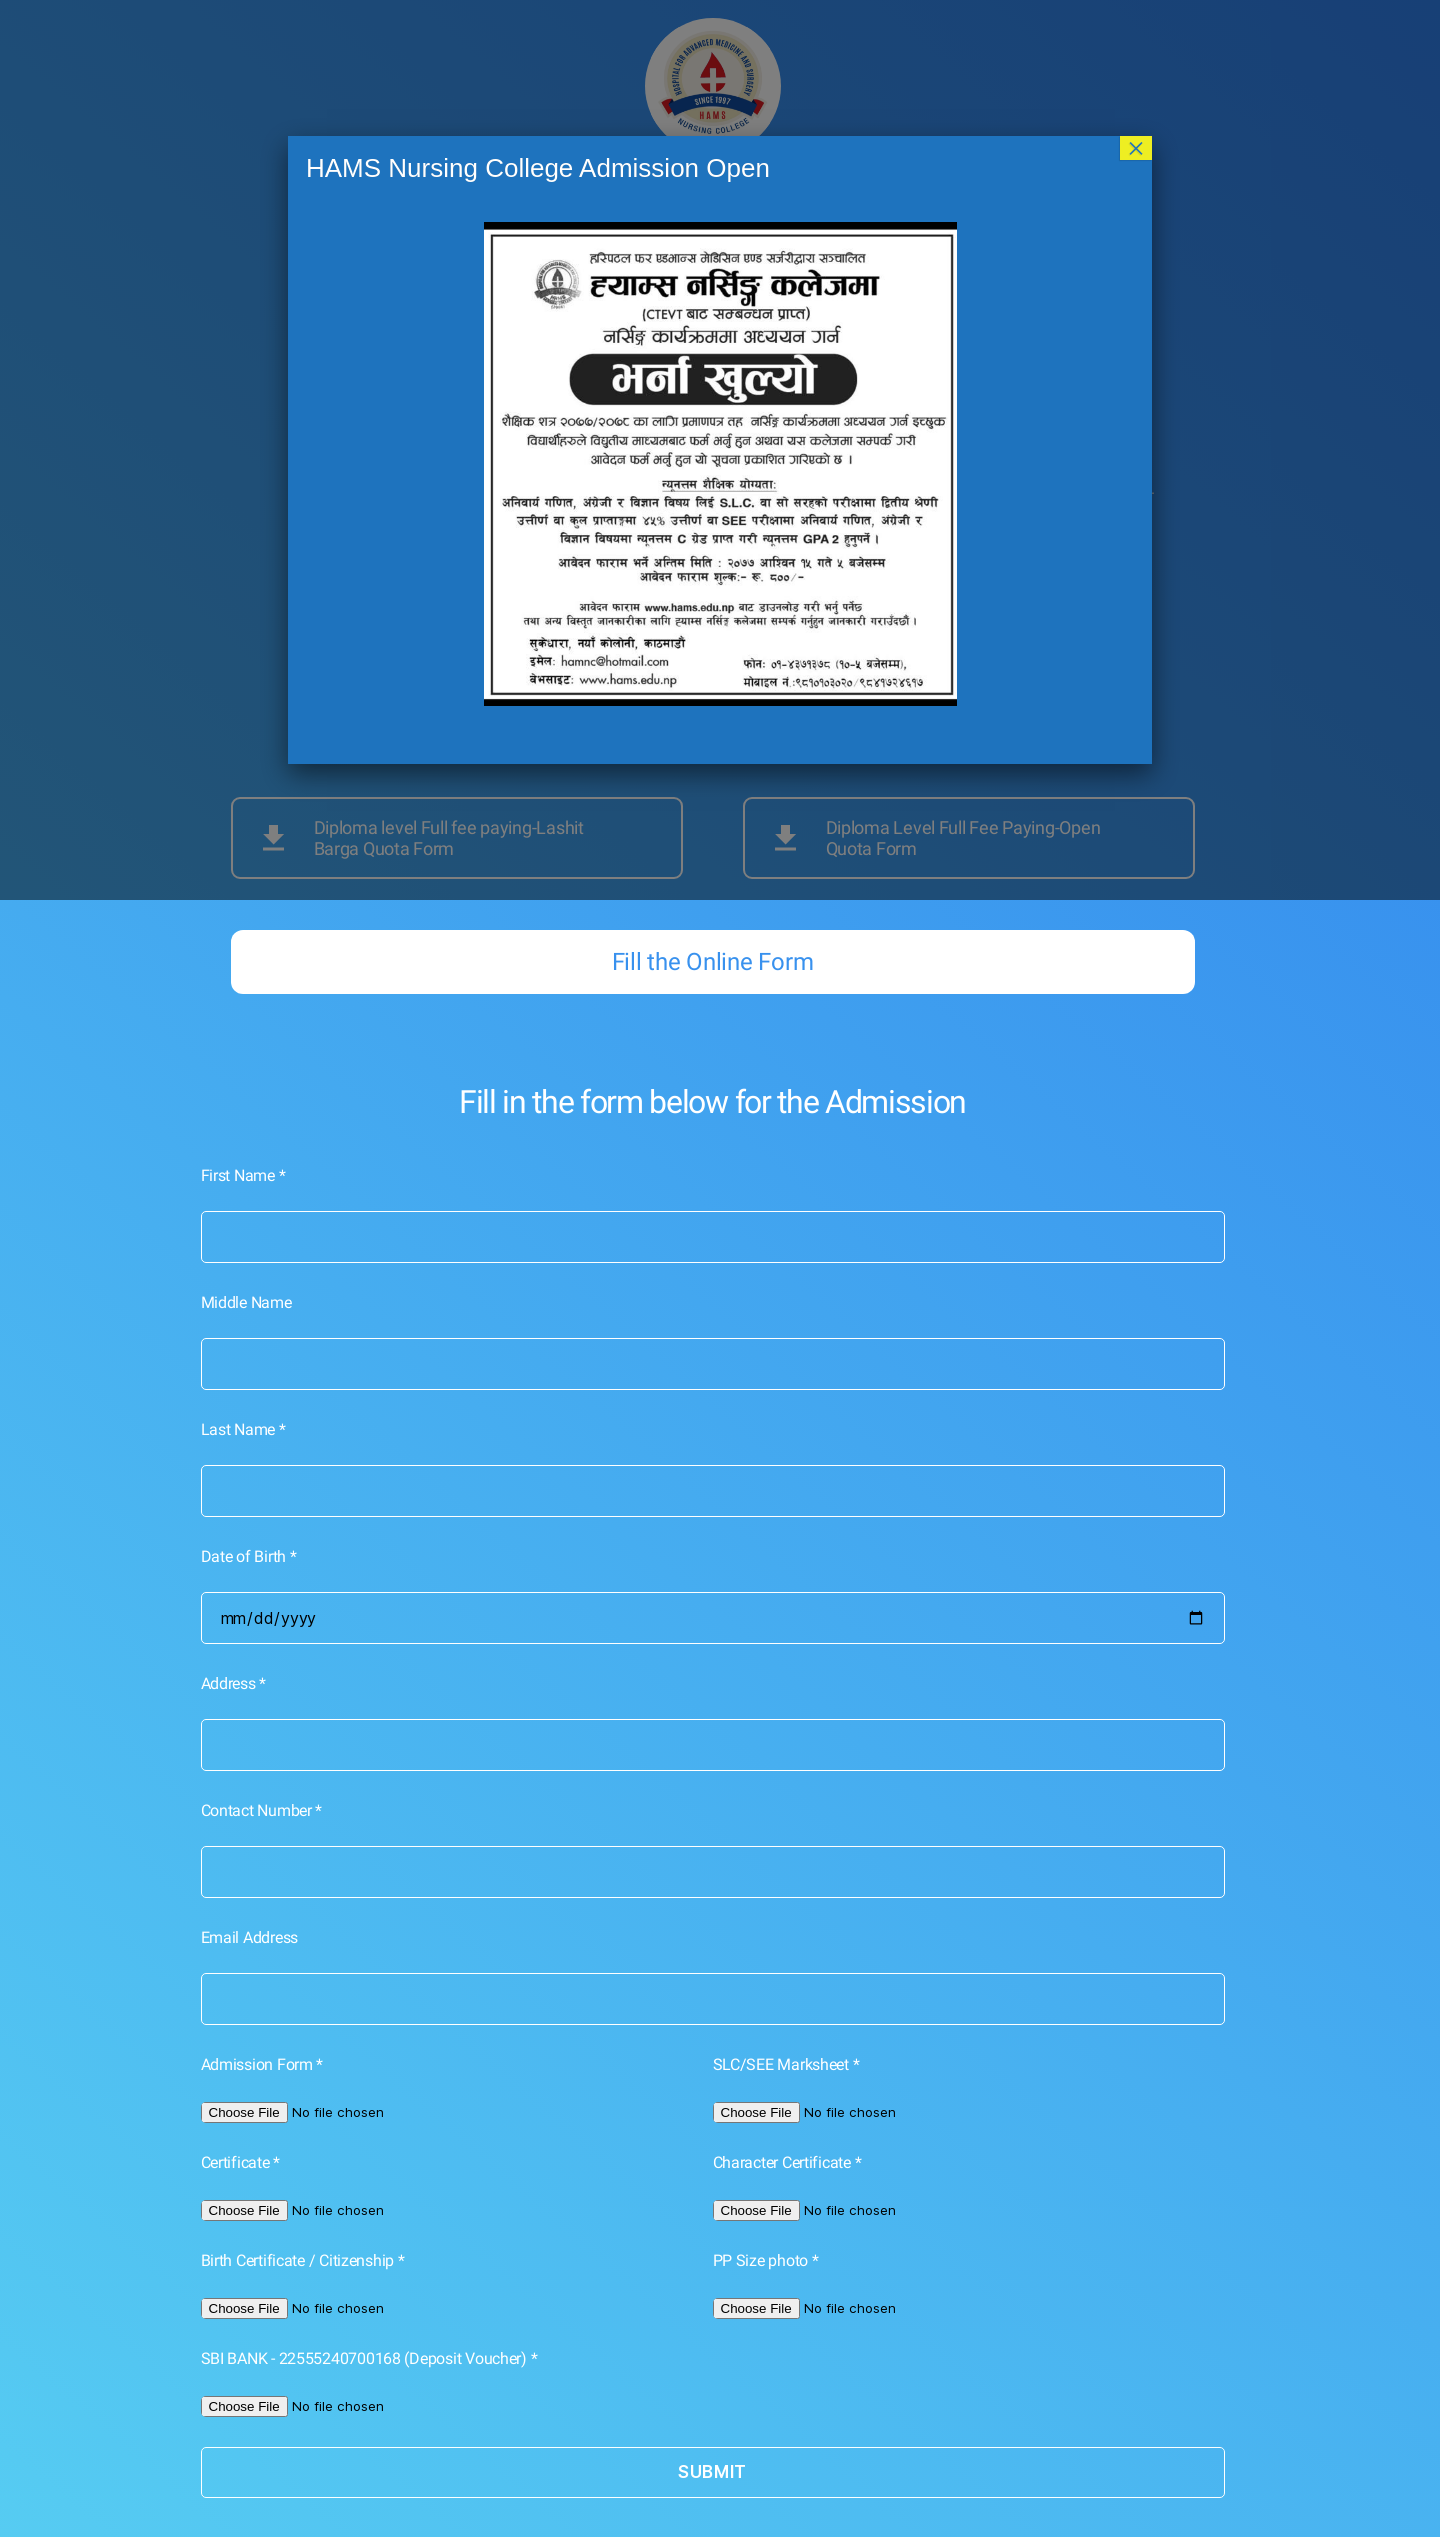 HOSPITAL FOR ADVANCED MEDICINE AND SURGERY
SINCE 1997
HAMS
NURSING COLLEGE
HAMS Nursing College Admission Open
×
हस्पिटल फर एडभान्स मेडिसिन एण्ड सर्जरीद्वारा सञ्चालित
ह्याम्स नर्सिङ्ग कलेजमा
(CTEVT बाट सम्बन्धन प्राप्त)
नर्सिङ्ग कार्यक्रममा अध्ययन गर्न
भर्ना खुल्यो
शैक्षिक शत्र २०७७/२०७८ का लागि प्रमाणपत्र तह नर्सिङ्ग कार्यक्रममा अध्ययन गर्न इच्छुक
विद्यार्थीहरुले विद्युतीय माध्यमबाट फर्म भर्नु हुन अथवा यस कलेजमा सम्पर्क गरी
आवेदन फर्म भर्नु हुन यो सूचना प्रकाशित गरिएको छ ।
न्यूनत्तम शैक्षिक योग्यता:
अनिवार्य गणित, अंग्रेजी र बिज्ञान विषय लिई S.L.C. वा सो सरहको परीक्षामा द्वितीय श्रेणी
उत्तीर्ण वा कुल प्राप्ताङ्कमा ४५% उत्तीर्ण वा SEE परीक्षामा अनिवार्य गणित, अंग्रेजी र
बिज्ञान विषयमा न्यूनत्तम C ग्रेड प्राप्त गरी न्यूनत्तम GPA 2 हुनुपर्ने ।
आवेदन फाराम भर्ने अन्तिम मिति : २०७७ आश्विन १५ गते ५ बजेसम्म
आवेदन फाराम शुल्क:- रू. ८००/-
आवेदन फाराम www.hams.edu.np बाट डाउनलोड गरी भर्नु पर्नेछ
तथा अन्य विस्तृत जानकारीका लागि ह्याम्स नर्सिङ्ग कलेजमा सम्पर्क गर्नुहुन जानकारी गराउँदछौं ।
सुकेधारा, नयाँ कोलोनी, काठमाडौं
इमेल: hamnc@hotmail.com
वेभसाइट: www.hams.edu.np
फोन: ०१-४३७१३७८ (१०-५ बजेसम्म),
मोबाइल नं.:९८१०१०३०२०/९८४१७२४६१७
Diploma level Full fee paying-Lashit
Barga Quota Form
Diploma Level Full Fee Paying-Open
Quota Form
Fill the Online Form
Fill in the form below for the Admission
First Name *
Middle Name
Last Name *
Date of Birth *
mm/dd/yyyy
Address *
Contact Number *
Email Address
Admission Form *
Choose File No file chosen
SLC/SEE Marksheet *
Choose File No file chosen
Certificate *
Choose File No file chosen
Character Certificate *
Choose File No file chosen
Birth Certificate / Citizenship *
Choose File No file chosen
PP Size photo *
Choose File No file chosen
SBI BANK - 22555240700168 (Deposit Voucher) *
Choose File No file chosen
SUBMIT